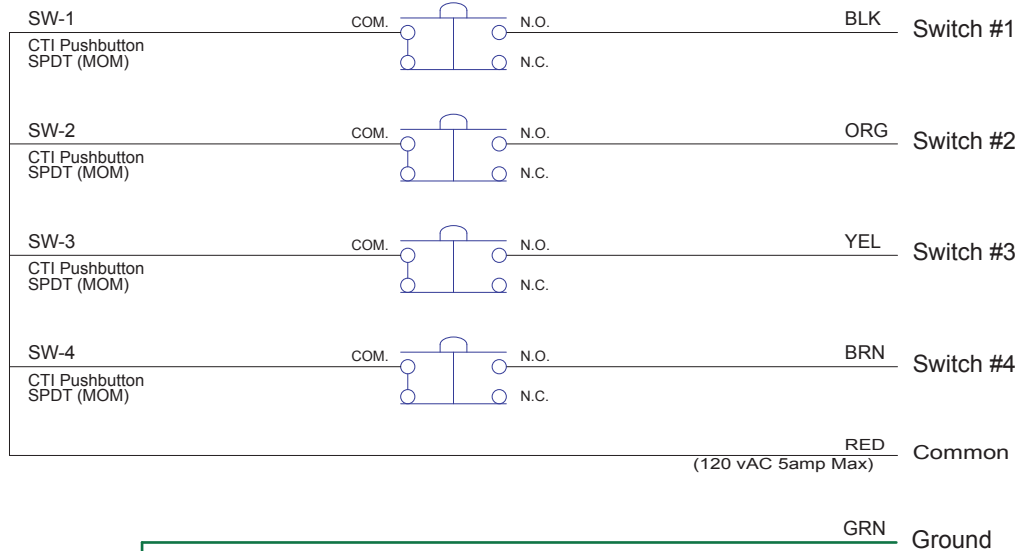 SW-1 COM. N.O. BLK Switch #1
CTI Pushbutton
SPDT (MOM) N.C.
SW-2 COM. N.O. ORG Switch #2
CTI Pushbutton
SPDT (MOM) N.C.
SW-3 COM. N.O. YEL Switch #3
CTI Pushbutton
SPDT (MOM) N.C.
SW-4 COM. N.O. BRN Switch #4
CTI Pushbutton
SPDT (MOM) N.C.
RED Common
(120 vAC 5amp Max)
GRN Ground